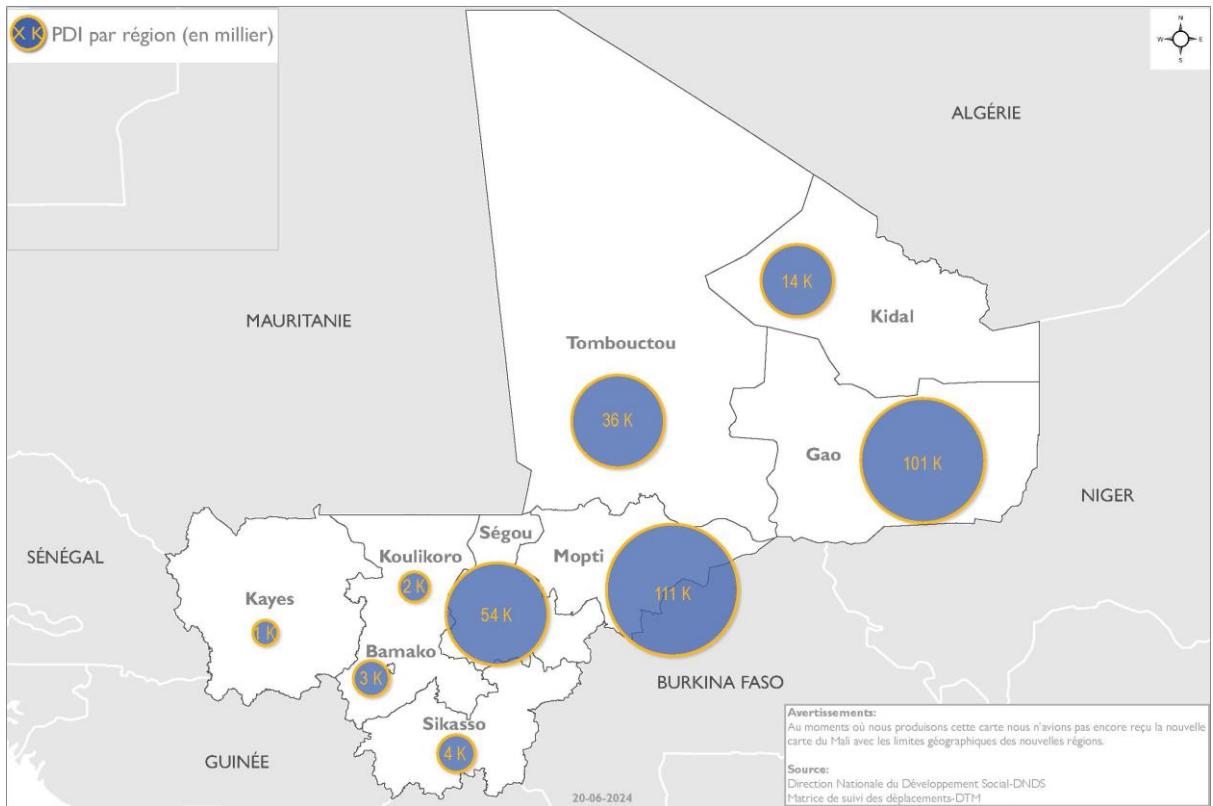 X K PDI par région (en millier)
N
W E
S
ALGÉRIE
14 K
Kidal
MAURITANIE
Tombouctou
36 K
Gao
101 K
NIGER
Ségou
Koulikoro
Mopti
SÉNÉGAL
2 K
Kayes
111 K
54 K
1 K
Bamako
3 K
BURKINA FASO
Sikasso
4 K
GUINÉE
Avertissements:
Au moments où nous produisons cette carte nous n'avions pas encore reçu la nouvelle
carte du Mali avec les limites géographiques des nouvelles régions.
Source:
Direction Nationale du Développement Social-DNDS
Matrice de suivi des déplacements-DTM
20-06-2024